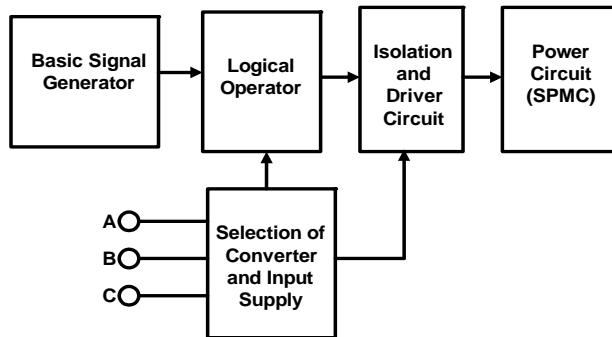 Basic Signal
Generator
Logical
Operator
Isolation
and
Driver
Circuit
Power
Circuit
(SPMC)
A
B
C
Selection of
Converter
and Input
Supply